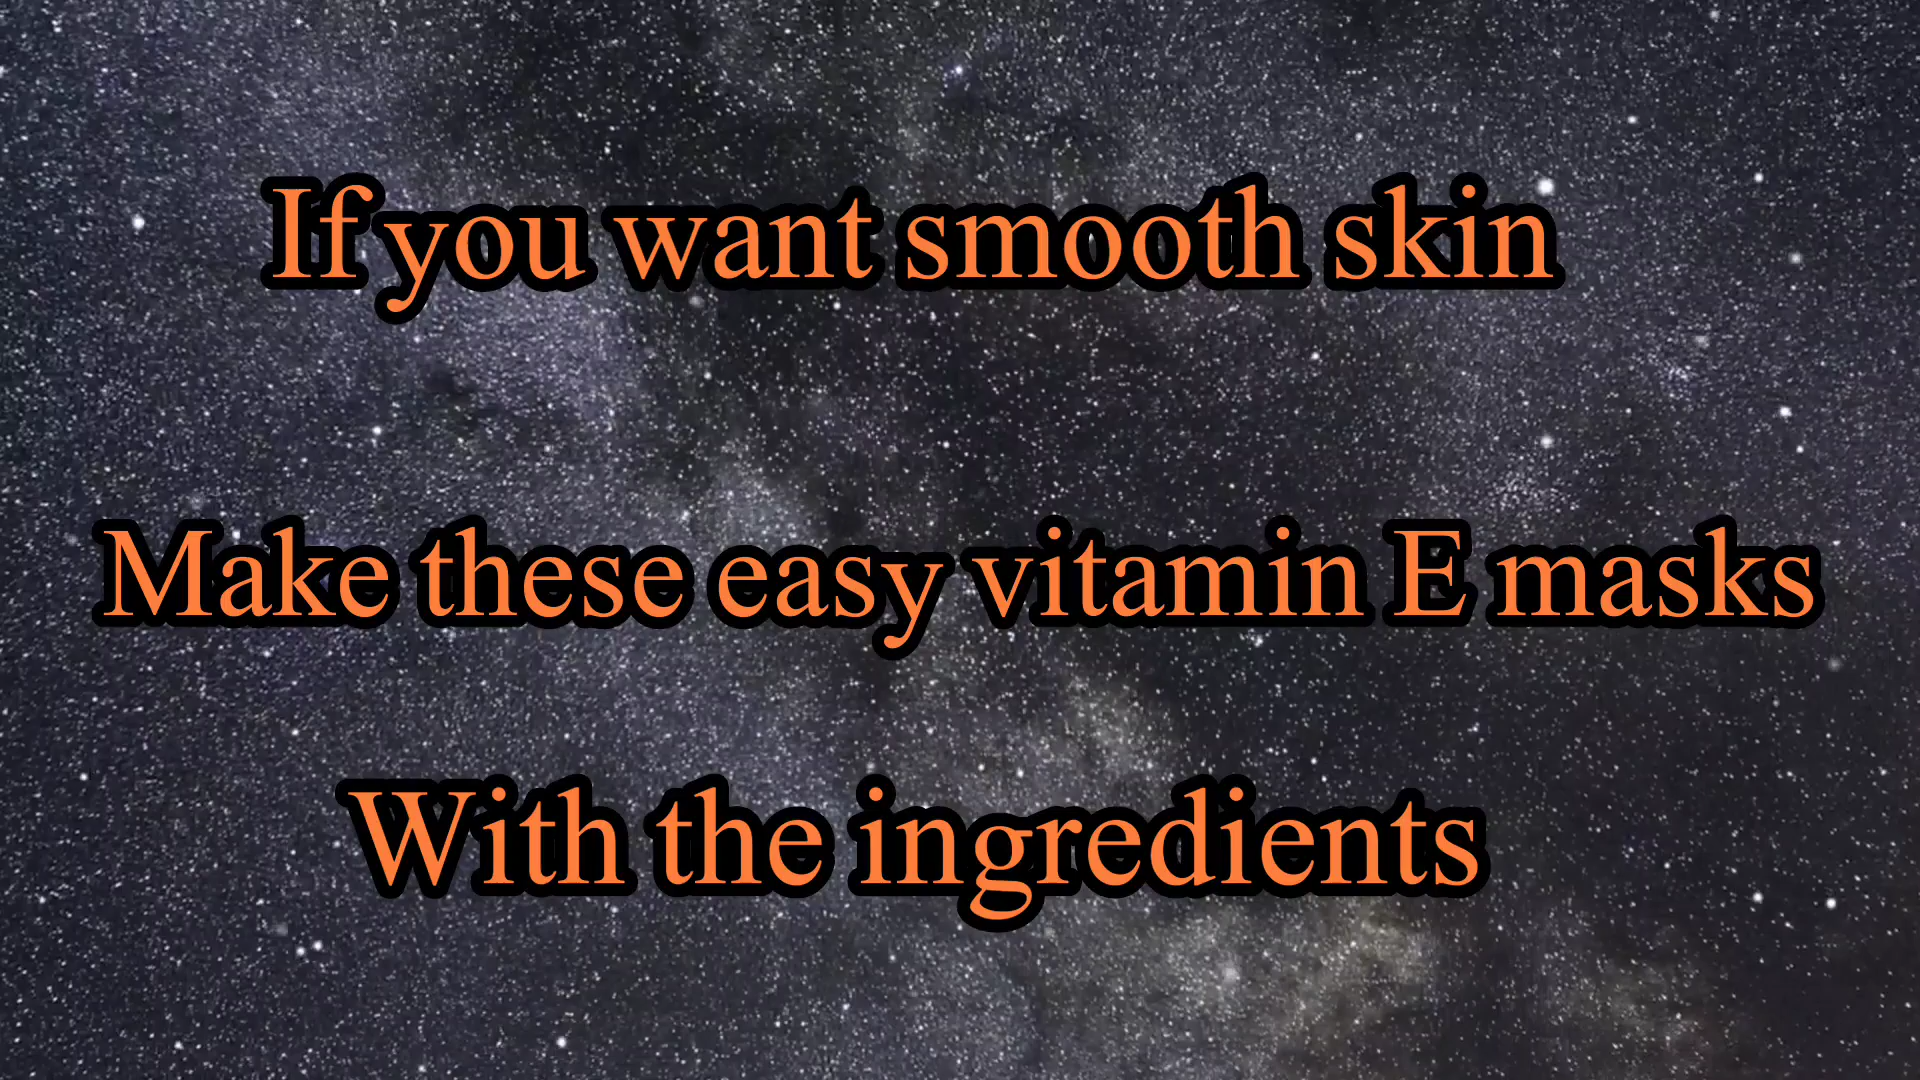 If you want smooth skin
Make these easy vitamin E masks
With the ingredients